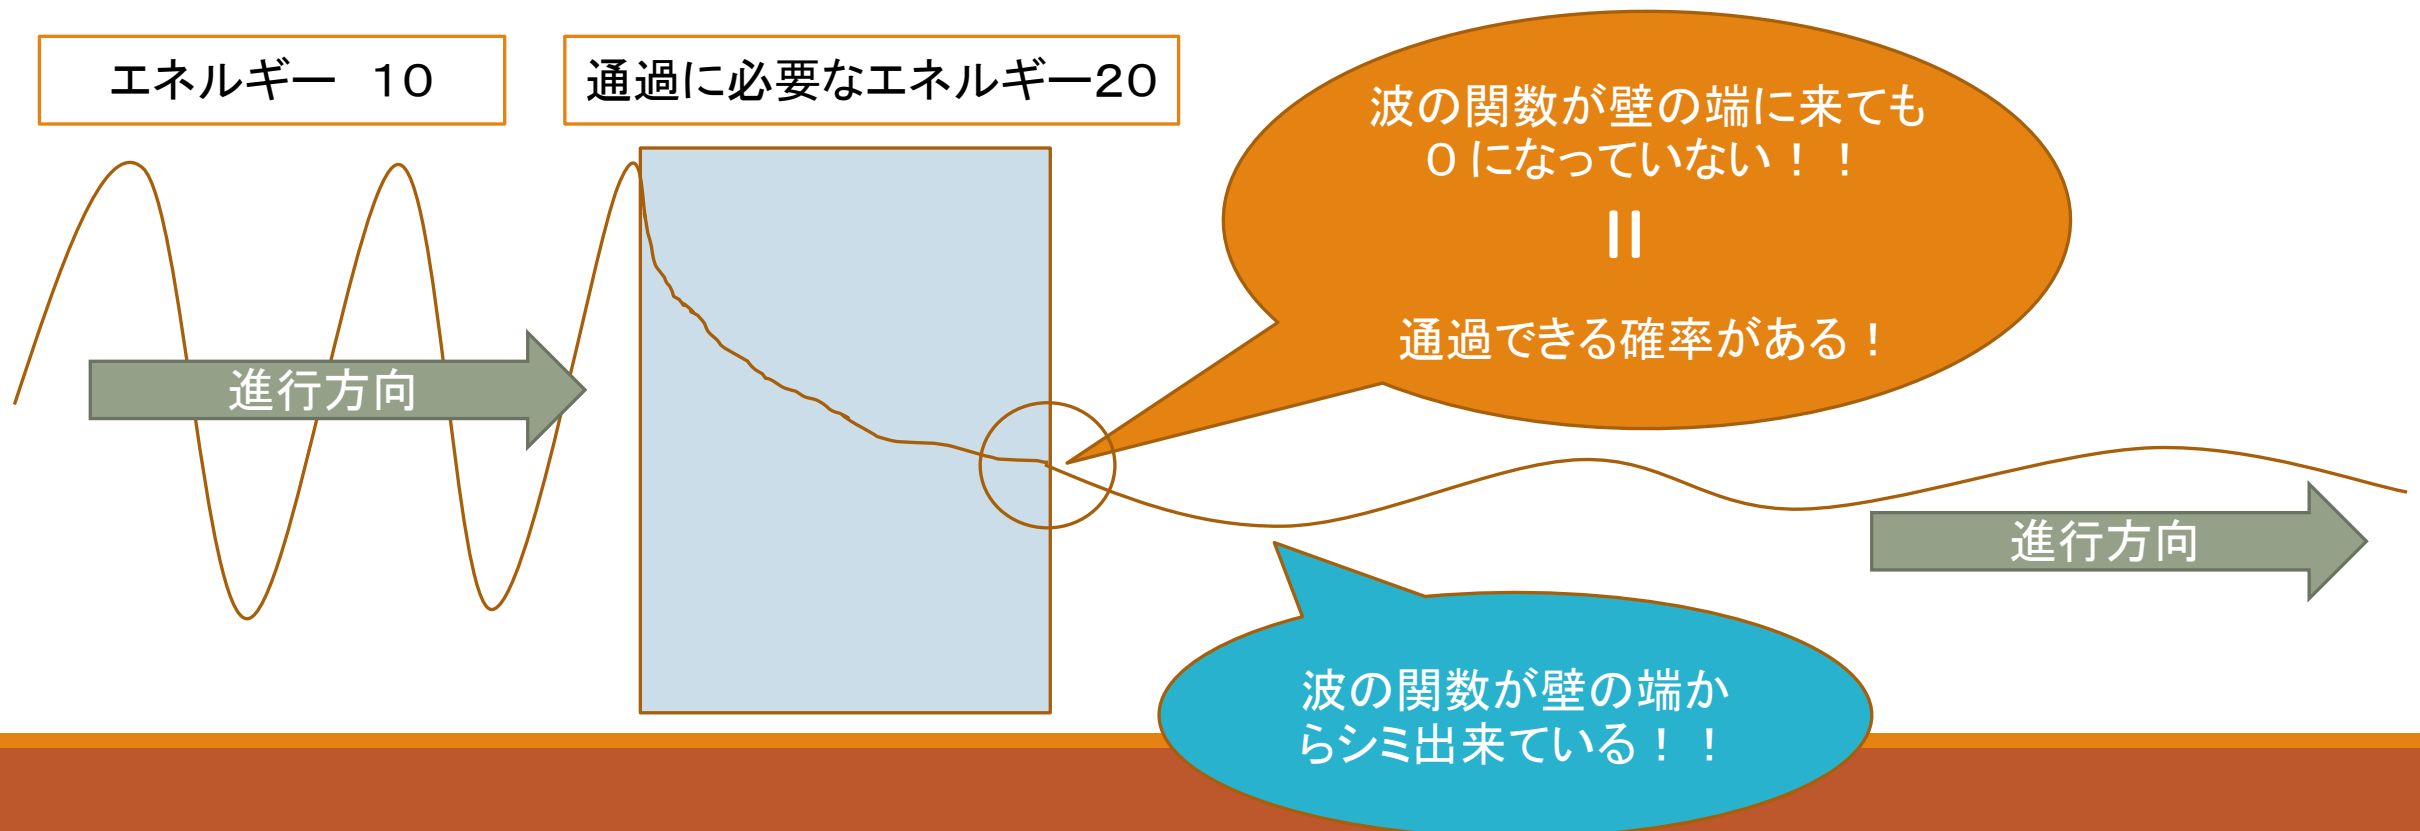 エネルギー　10
通過に必要なエネルギー20
波の関数が壁の端に来ても
０になっていない！！
＝
通過できる確率がある！
進行方向
進行方向
波の関数が壁の端か
らシミ出来ている！！